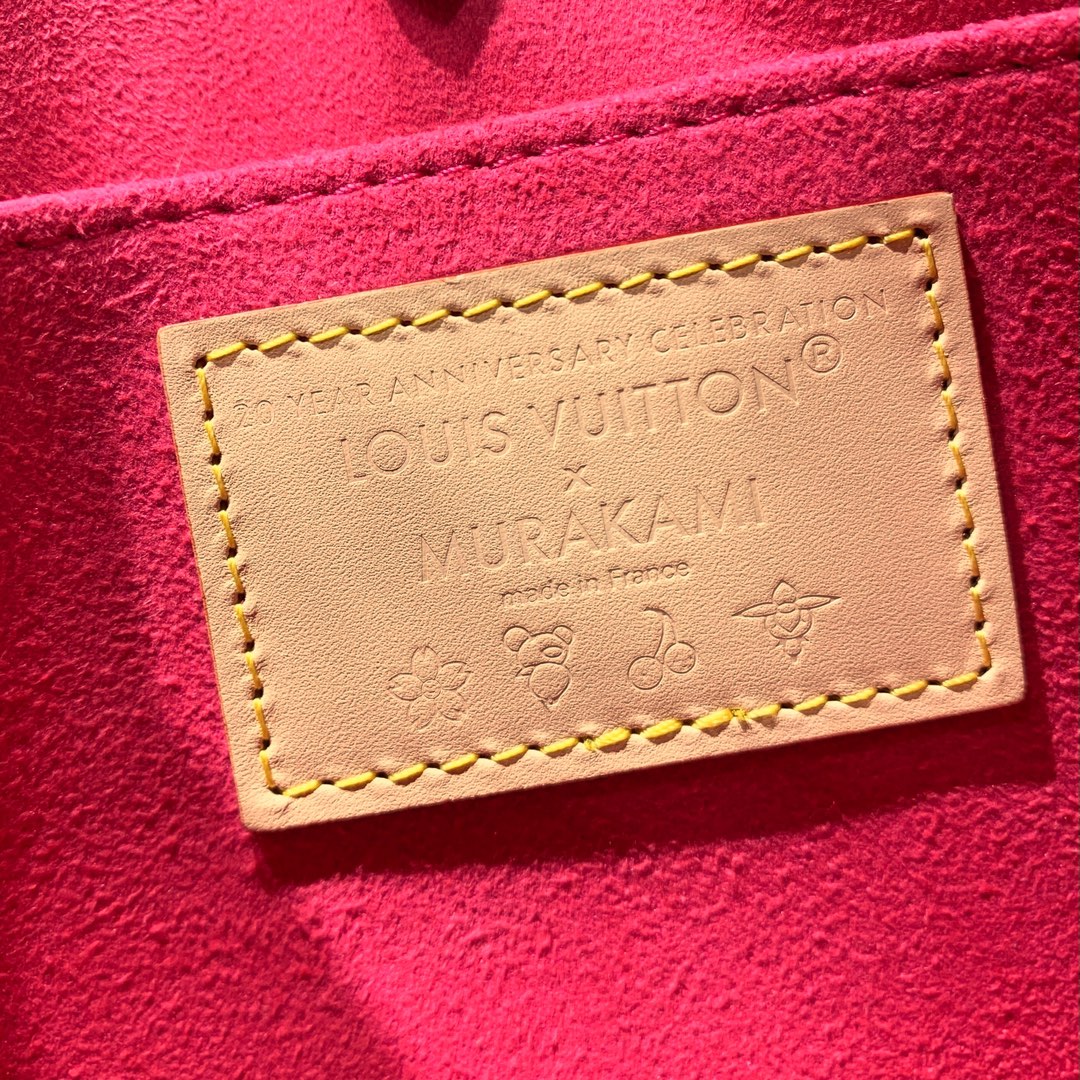 20 YEAR ANNIVERSARY CELEBRATION
LOUIS VUITTON®
x
MURAKAMI
made in France